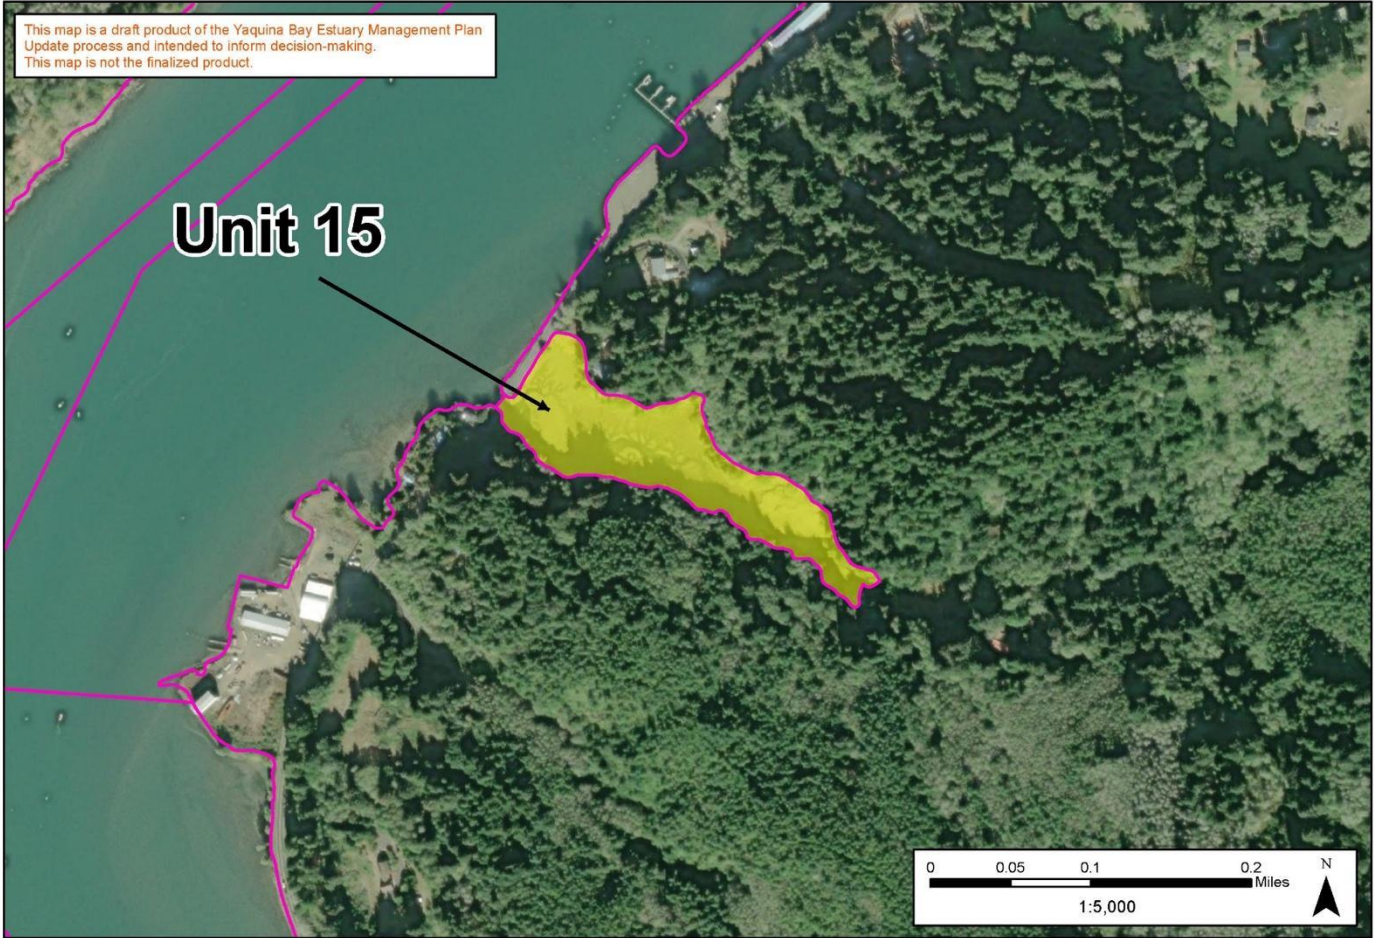 This map is a draft product of the Yaquina Bay Estuary Management Plan
Update process and intended to inform decision-making.
This map is not the finalized product.
Unit 15
0 0.05 0.1 0.2
Miles
1:5,000
N